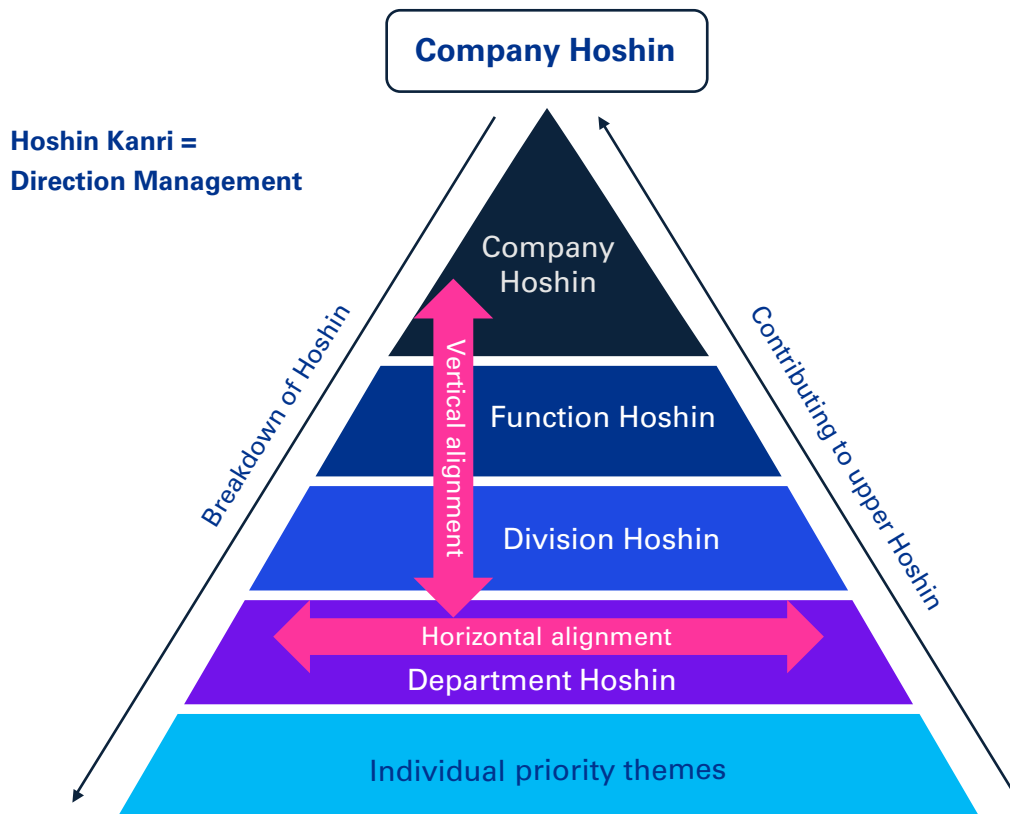 Company Hoshin
Hoshin Kanri =
Direction Management
Company
Hoshin
Breakdown of Hoshin
Vertical alignment
Contributing to upper Hoshin
Function Hoshin
Division Hoshin
Horizontal alignment
Department Hoshin
Individual priority themes